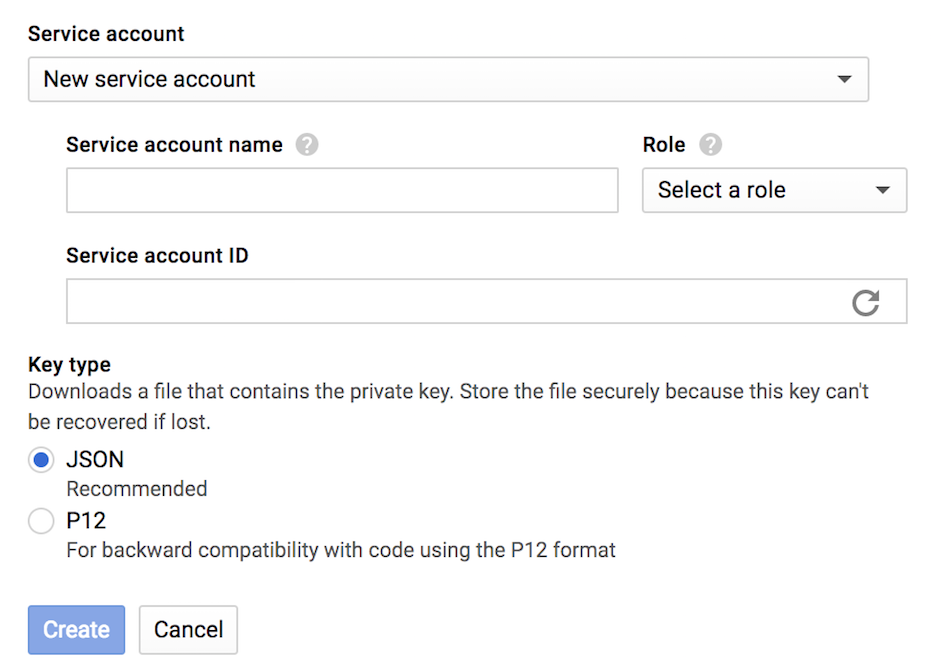 Service account
New service account
Service account name ?
Role ?
Select a role
Service account ID
Key type
Downloads a file that contains the private key. Store the file securely because this key can't
be recovered if lost.
JSON
Recommended
P12
For backward compatibility with code using the P12 format
Create
Cancel